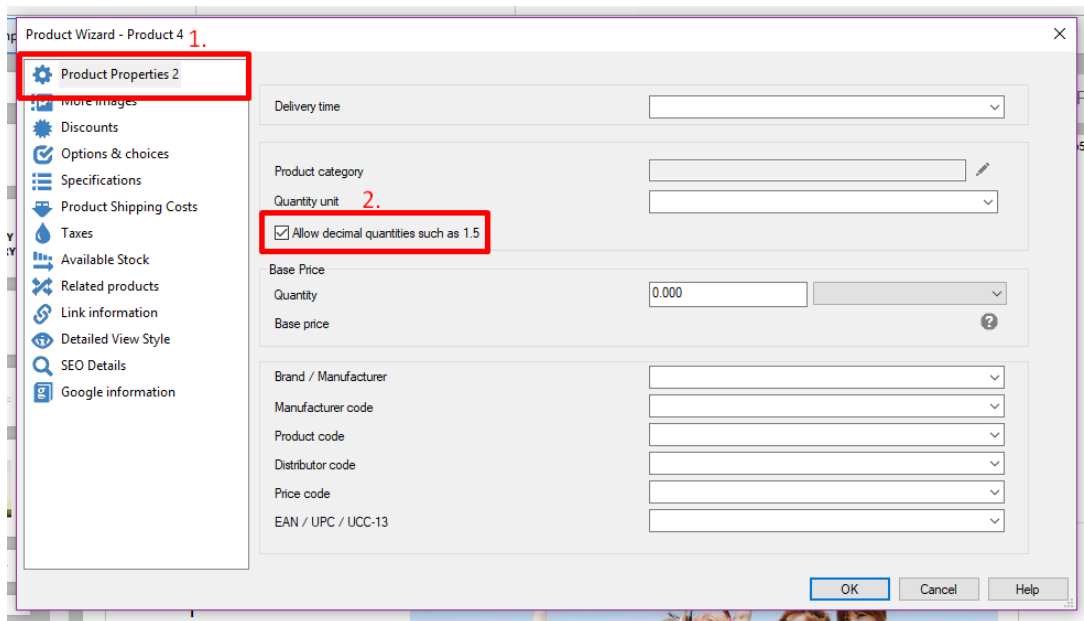 Product Wizard - Product 4
1.
Product Properties 2
More images
Discounts
Options & choices
Specifications
Product Shipping Costs
Taxes
Available Stock
Related products
Link information
Detailed View Style
SEO Details
Google information
Delivery time
Product category
Quantity unit
2.
Allow decimal quantities such as 1.5
Base Price
Quantity
0.000
Base price
Brand / Manufacturer
Manufacturer code
Product code
Distributor code
Price code
EAN / UPC / UCC-13
OK Cancel Help